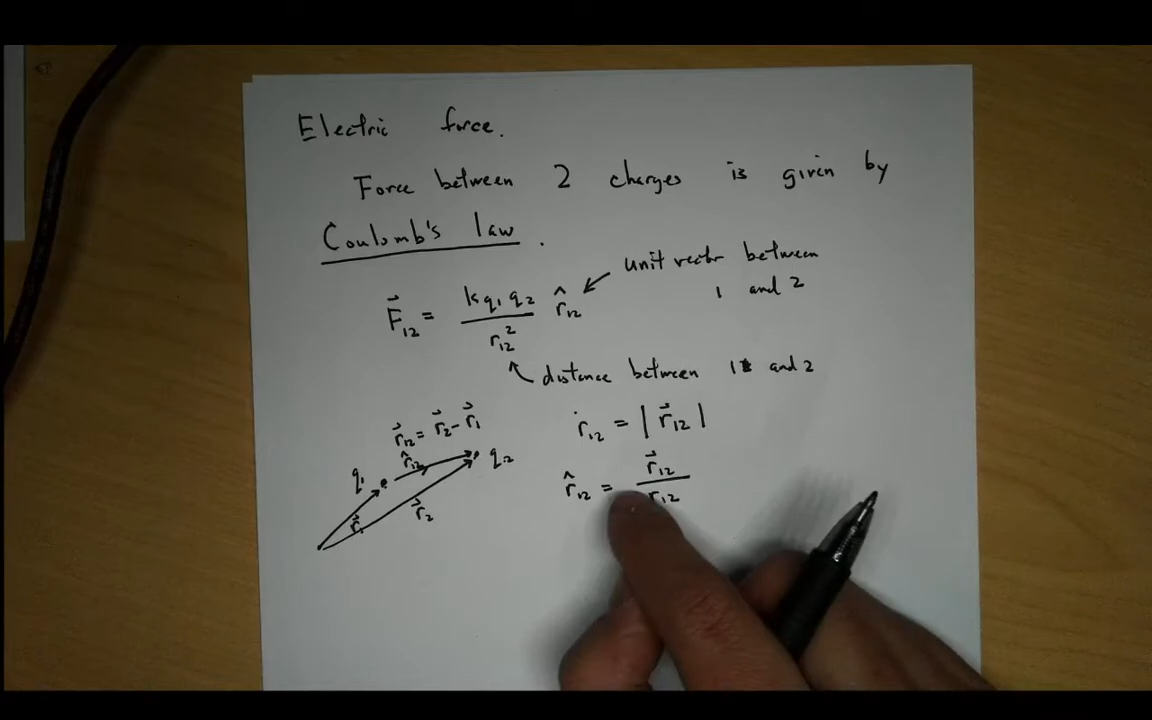 Electric force.
Force between 2 charges is given by
Coulomb's law.
unit vector between
1 and 2
F⃗₁₂ = kq₁q₂ / r₁₂² r̂₁₂
distance between 1 and 2
r⃗₁₂ = r⃗₂ - r⃗₁
r₁₂ = |r⃗₁₂|
r̂₁₂
q₁
q₂
r̂₁₂ = r⃗₁₂ / r₁₂
r⃗₁
r⃗₂